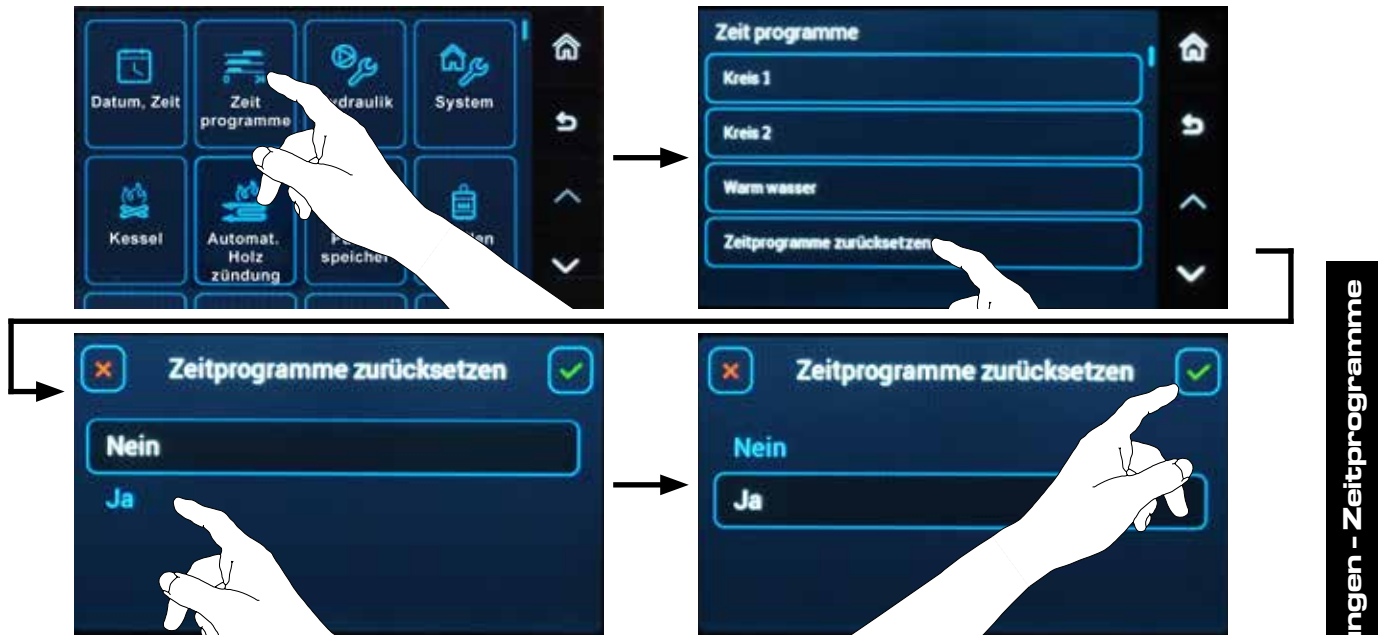 Datum, Zeit
Zeit
programme
draulik
System
Kessel
Automat.
Holz
zündung
speicher
Zeit programme
Kreis 1
Kreis 2
Warm wasser
Zeitprogramme zurücksetzen
Zeitprogramme zurücksetzen
Nein
Ja
Zeitprogramme zurücksetzen
Nein
Ja
ngen – Zeitprogramme